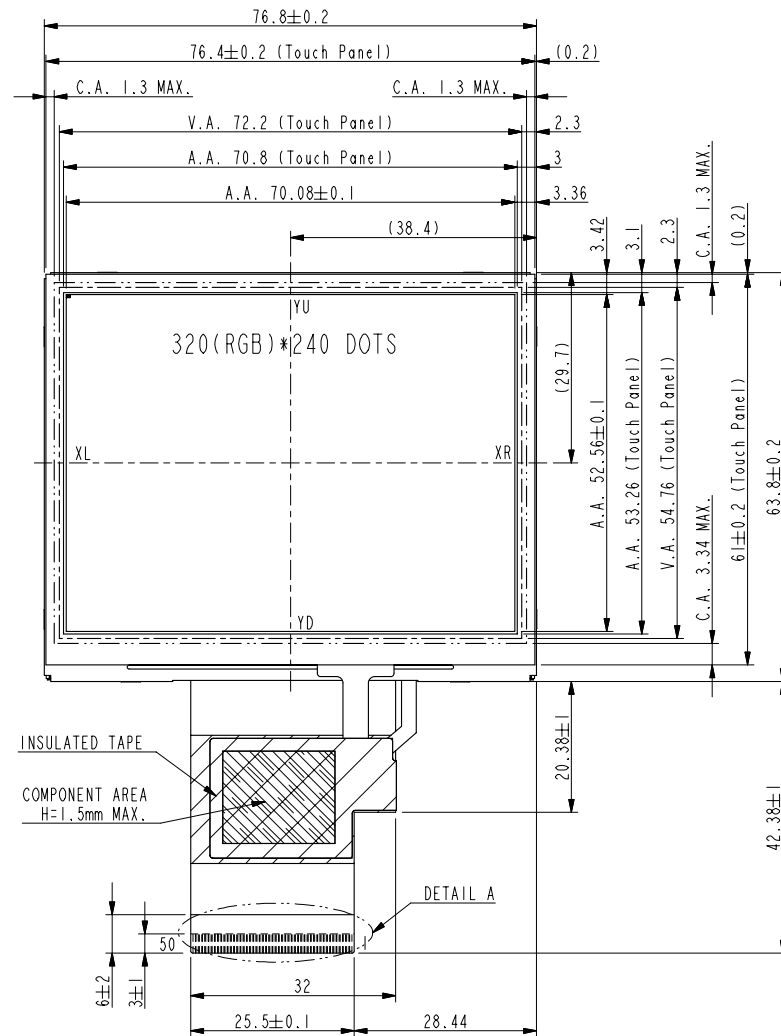 76.8±0.2
76.4±0.2 (Touch Panel)
(0.2)
C.A. 1.3 MAX.
C.A. 1.3 MAX.
V.A. 72.2 (Touch Panel)
2.3
A.A. 70.8 (Touch Panel)
3
A.A. 70.08±0.1
3.36
(38.4)
3.42
3.1
2.3
C.A. 1.3 MAX.
(0.2)
YU
320(RGB)*240 DOTS
(29.7)
XL
XR
A.A. 52.56±0.1
A.A. 53.26 (Touch Panel)
V.A. 54.76 (Touch Panel)
C.A. 3.34 MAX.
61±0.2 (Touch Panel)
63.8±0.2
YD
INSULATED TAPE
COMPONENT AREA
H=1.5mm MAX.
20.38±1
42.38±1
DETAIL A
50
1
6±2
3±1
32
25.5±0.1
28.44